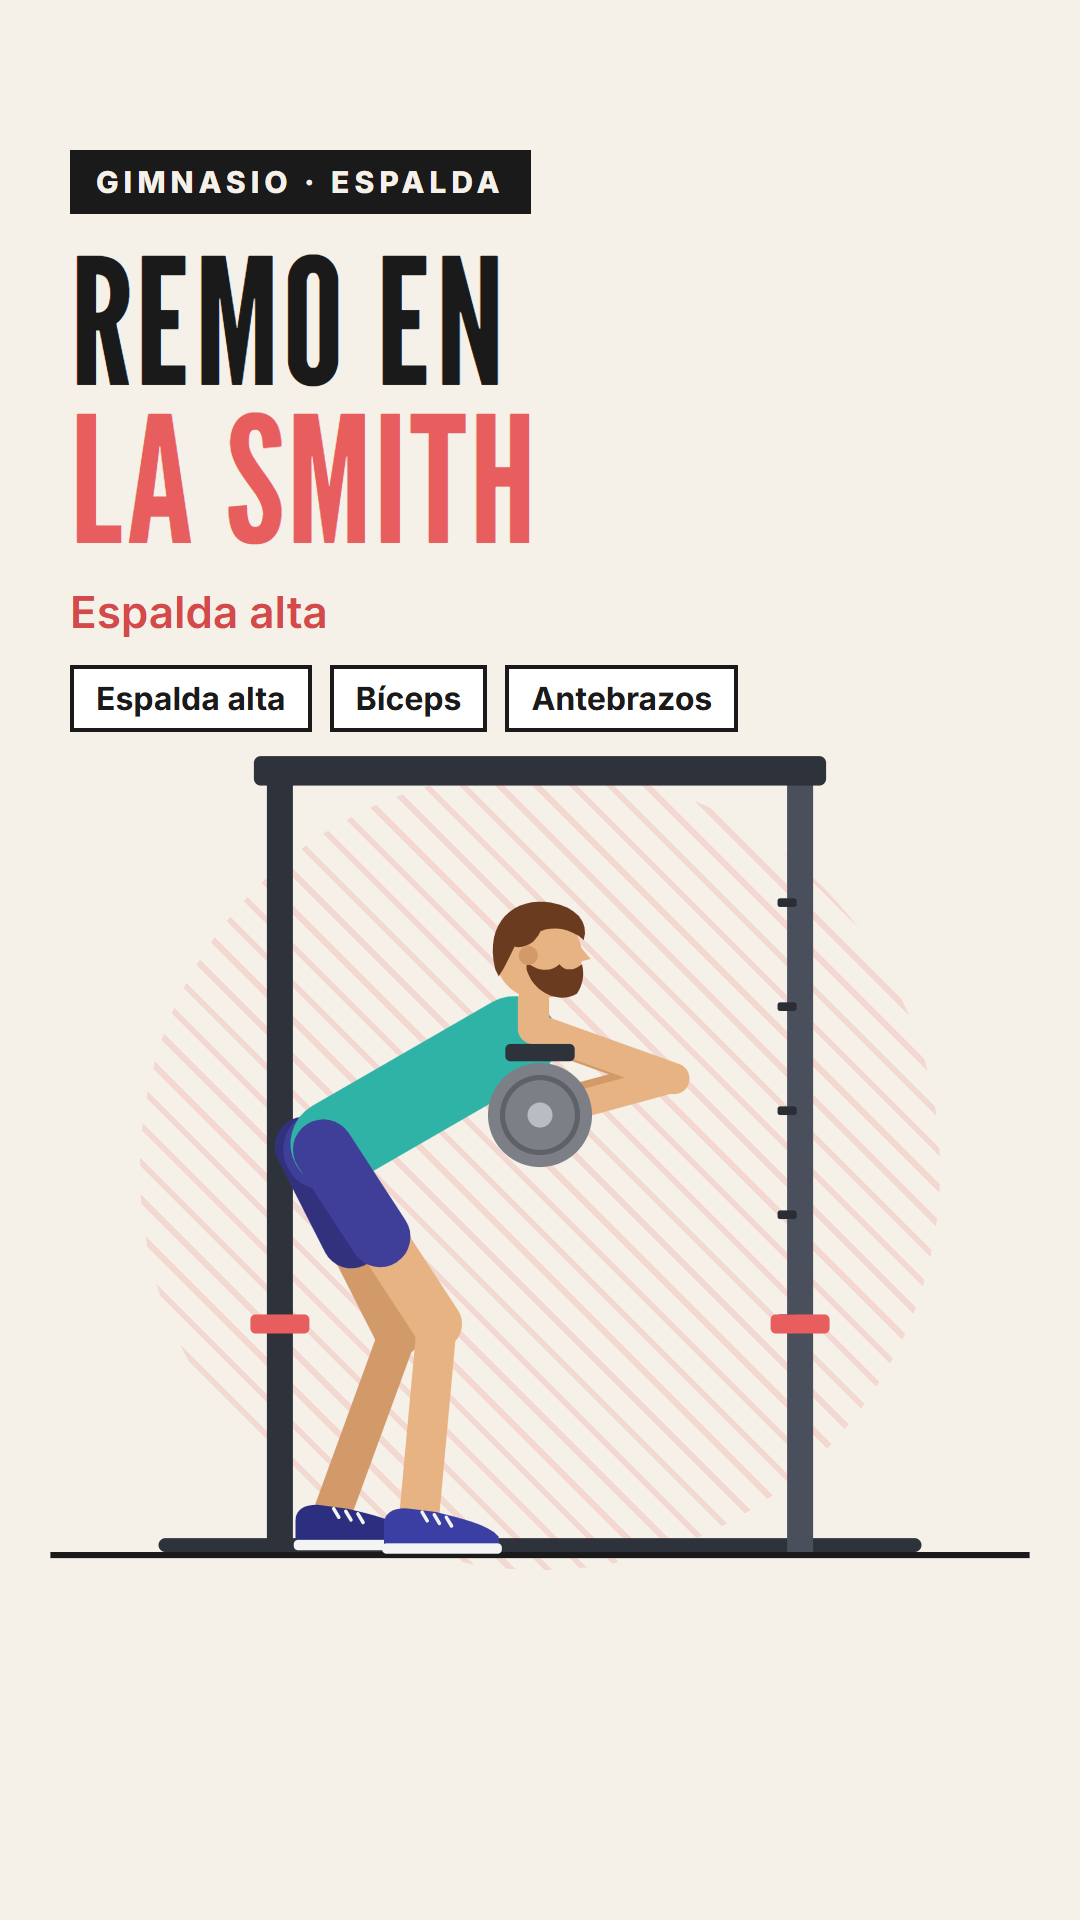 GIMNASIO · ESPALDA
REMO EN
LA SMITH
Espalda alta
Espalda alta Bíceps Antebrazos